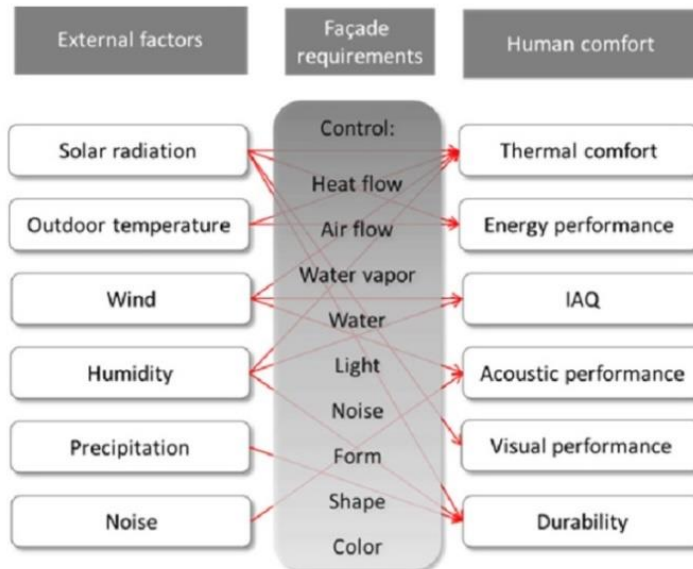 External factors
Façade
requirements
Human comfort
Solar radiation
Outdoor temperature
Wind
Humidity
Precipitation
Noise
Control:
Heat flow
Air flow
Water vapor
Water
Light
Noise
Form
Shape
Color
Thermal comfort
Energy performance
IAQ
Acoustic performance
Visual performance
Durability